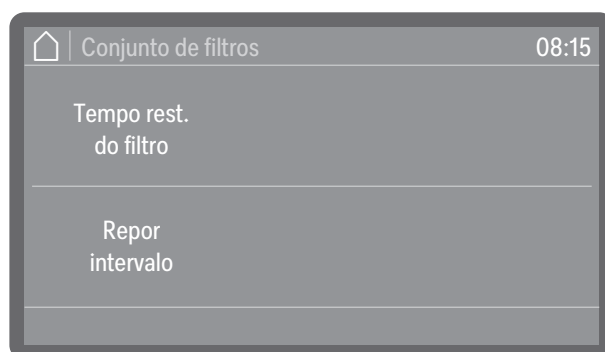 Conjunto de filtros 08:15
Tempo rest.
do filtro
Repor
intervalo